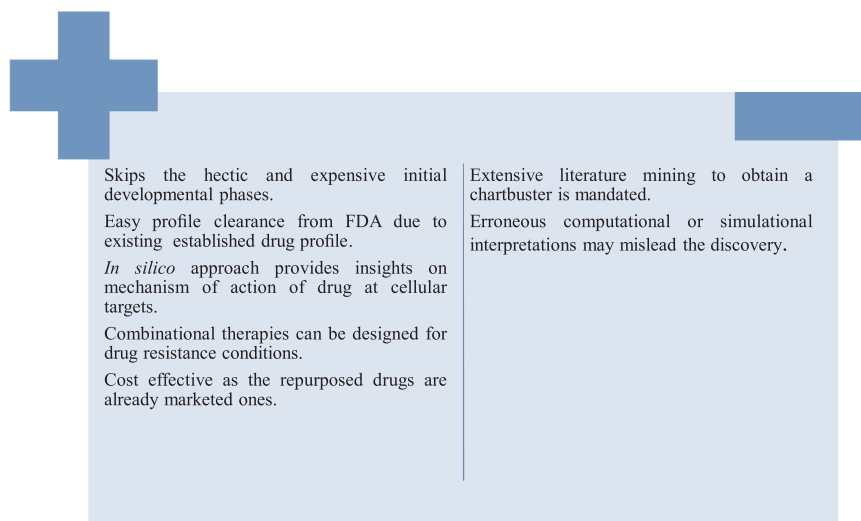 Skips the hectic and expensive initial
developmental phases.
Easy profile clearance from FDA due to
existing established drug profile.
In silico approach provides insights on
mechanism of action of drug at cellular
targets.
Combinational therapies can be designed for
drug resistance conditions.
Cost effective as the repurposed drugs are
already marketed ones.
Extensive literature mining to obtain a
chartbuster is mandated.
Erroneous computational or simulational
interpretations may mislead the discovery.